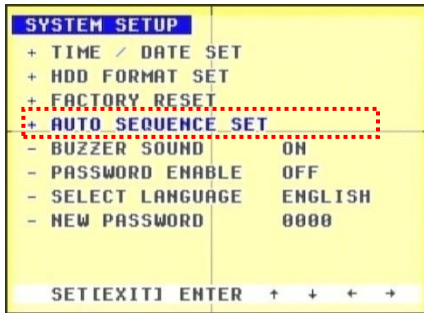 SYSTEM SETUP
+ TIME / DATE SET
+ HDD FORMAT SET
+ FACTORY RESET
+ AUTO SEQUENCE SET
- BUZZER SOUND ON
- PASSWORD ENABLE OFF
- SELECT LANGUAGE ENGLISH
- NEW PASSWORD 0000
SET[EXIT] ENTER ↑ ↓ ← →